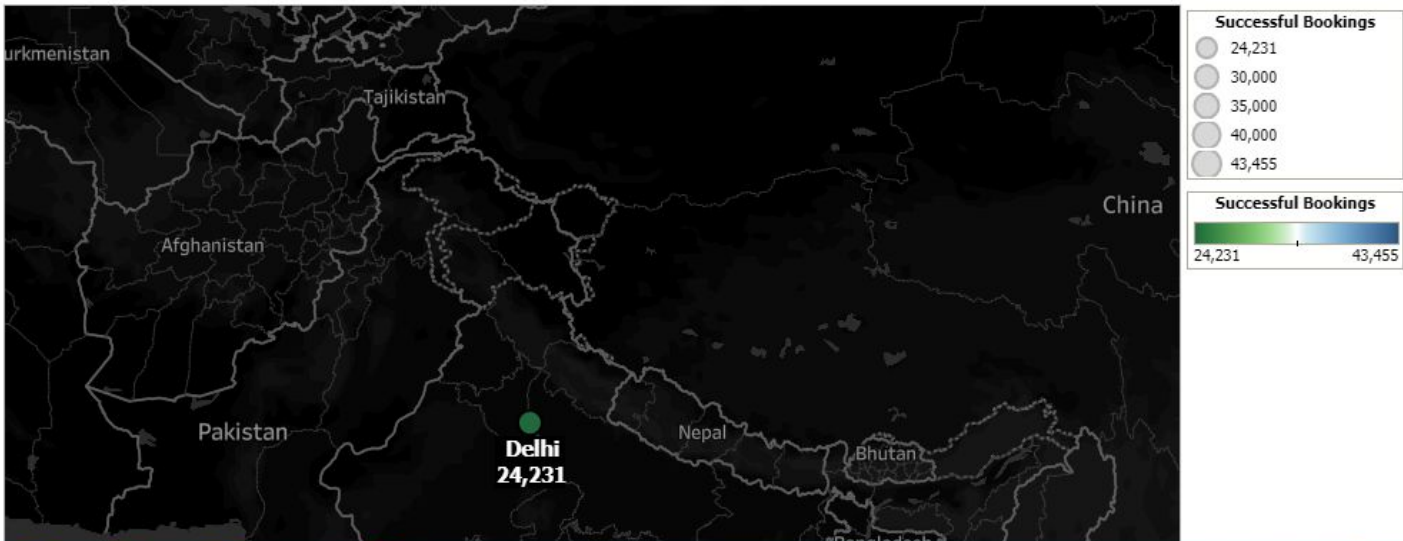 urkmenistan
Tajikistan
China
Afghanistan
Pakistan
Nepal
Bhutan
Delhi
24,231
Successful Bookings
24,231
30,000
35,000
40,000
43,455
Successful Bookings
24,231 43,455